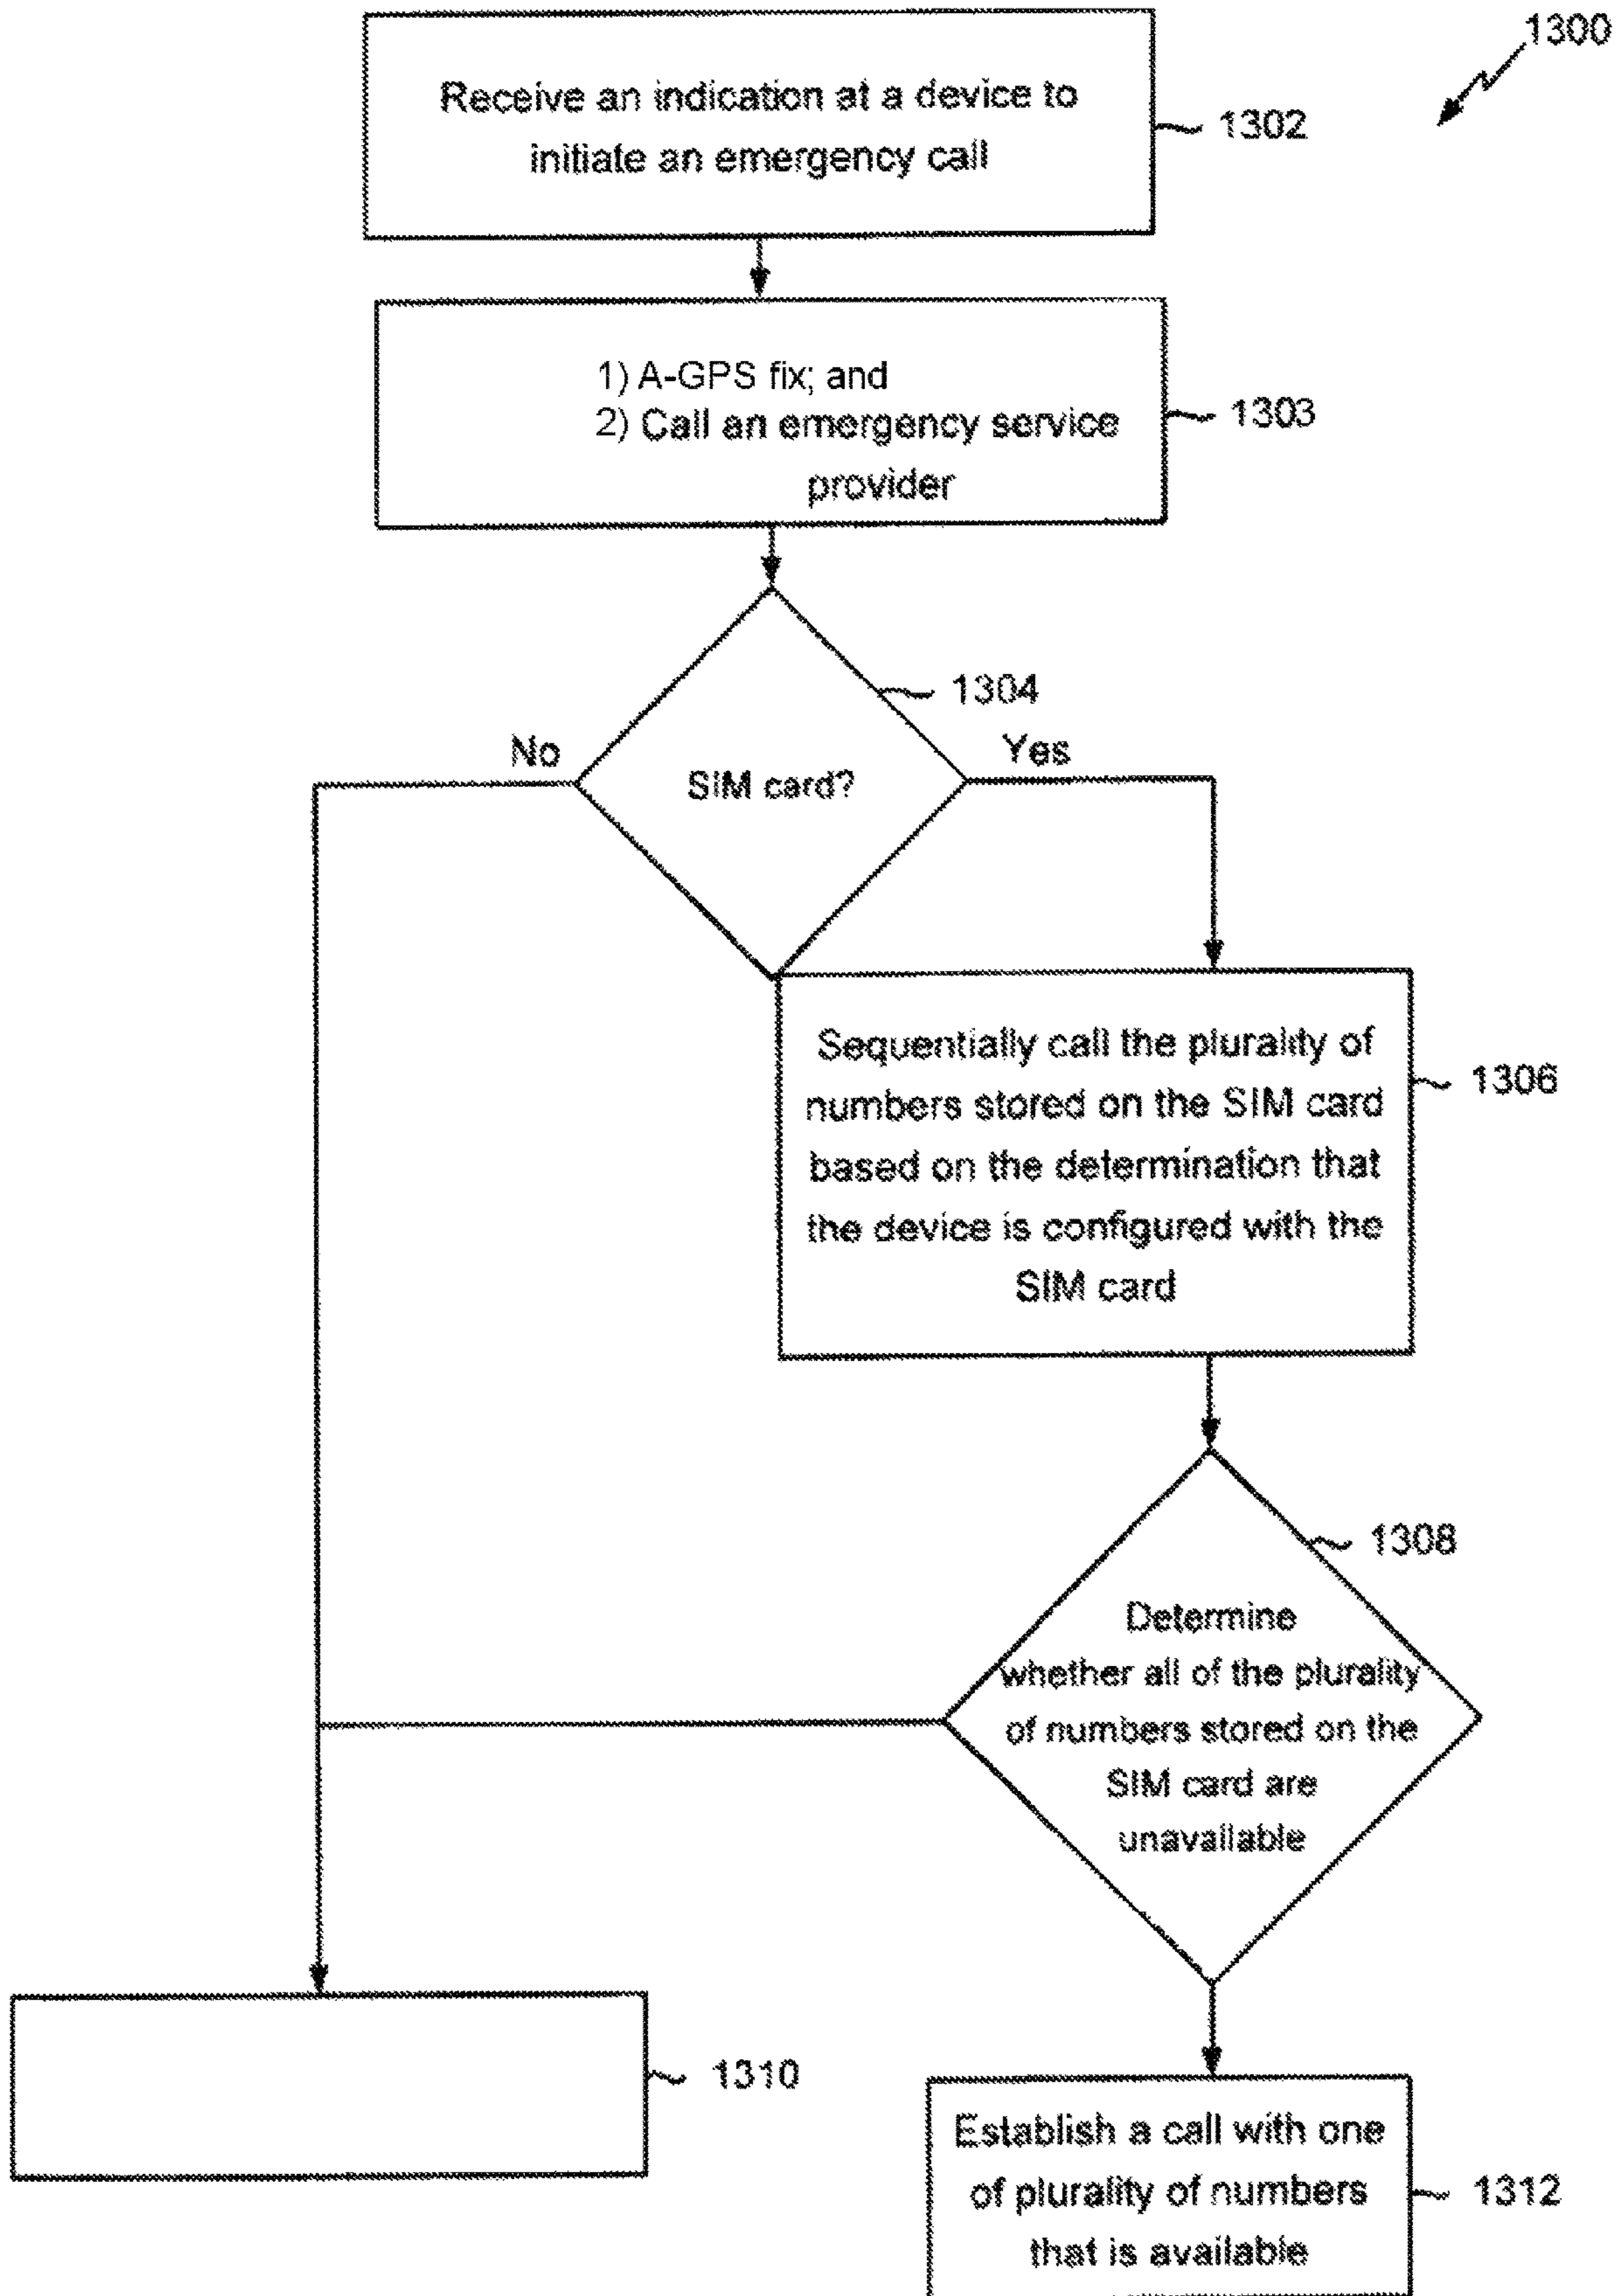 1300
Receive an indication at a device to
initiate an emergency call
1302
1) A-GPS fix; and
2) Call an emergency service
provider
1303
1304
No
Yes
SIM card?
Sequentially call the plurality of
numbers stored on the SIM card
based on the determination that
the device is configured with the
SIM card
1306
1308
Determine
whether all of the plurality
of numbers stored on the
SIM card are
unavailable
1310
Establish a call with one
of plurality of numbers
that is available
1312